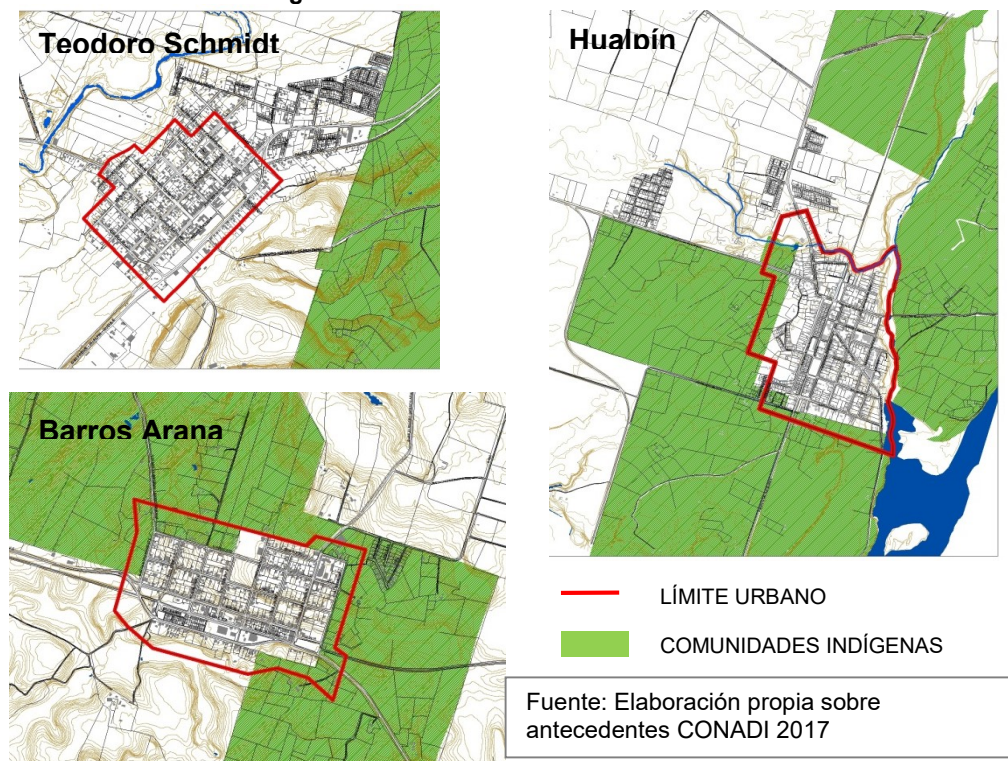 Teodoro Schmidt
Hualpín
Barros Arana
LÍMITE URBANO
COMUNIDADES INDÍGENAS
Fuente: Elaboración propia sobre
antecedentes CONADI 2017